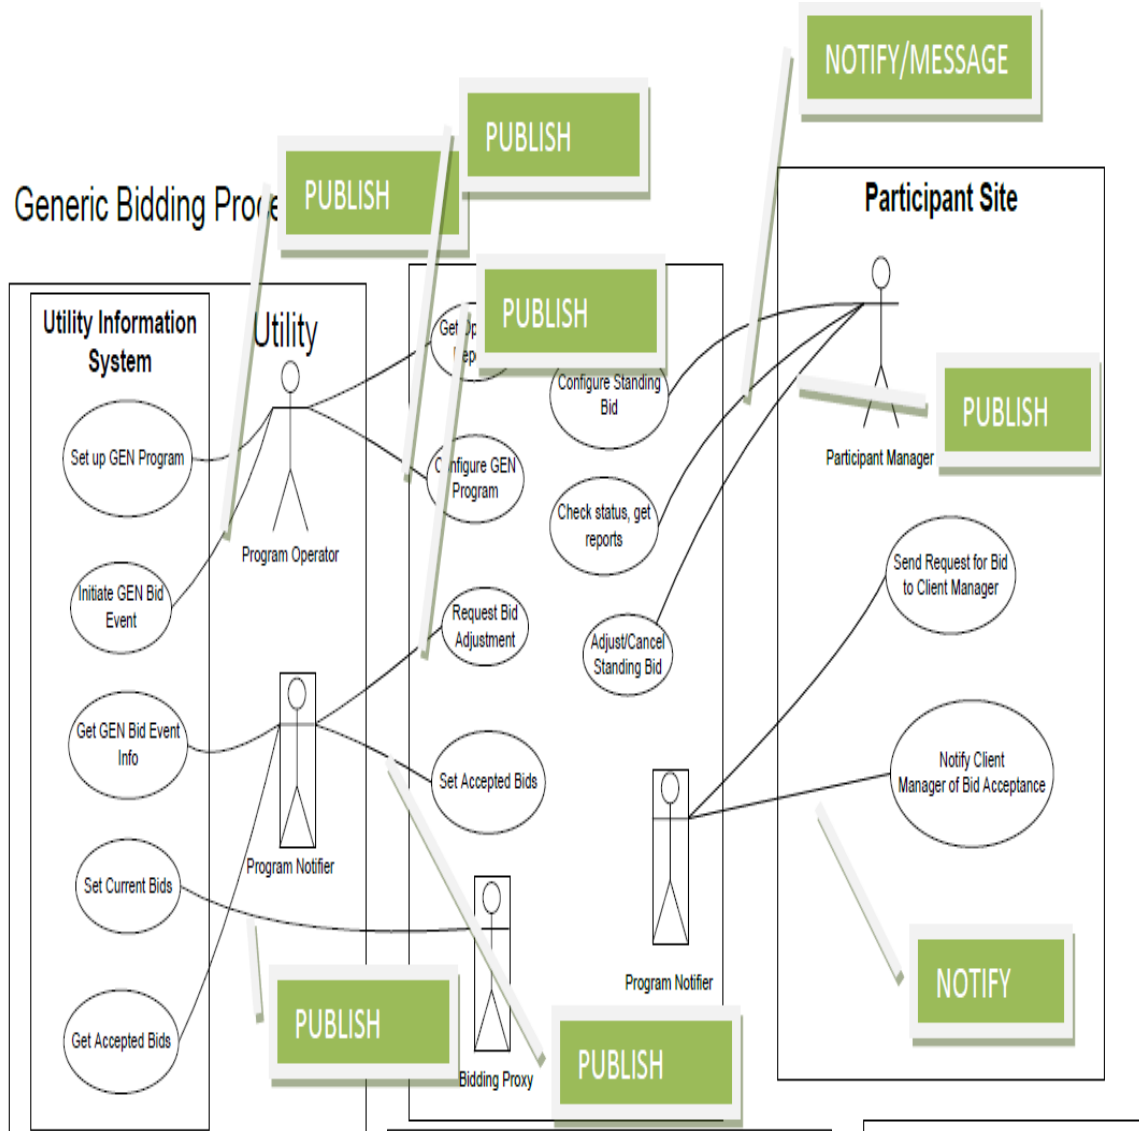 NOTIFY/MESSAGE
PUBLISH
PUBLISH
Generic Bidding
Participant Site
PUBLISH
Utility Information
System
Utility
Get
Configure Standing
Bid
PUBLISH
Set up GEN Program
Configure GEN
Program
Participant Manager
Check status, get
reports
Program Operator
Send Request for Bid
to Client Manager
Initiate GEN Bid
Event
Request Bid
Adjustment
Adjust/Cancel
Standing Bid
Get GEN Bid Event
Info
Set Accepted Bids
Notify Client
Manager of Bid Acceptance
Program Notifier
Set Current Bids
Program Notifier
NOTIFY
PUBLISH
Get Accepted Bids
PUBLISH
Bidding Proxy